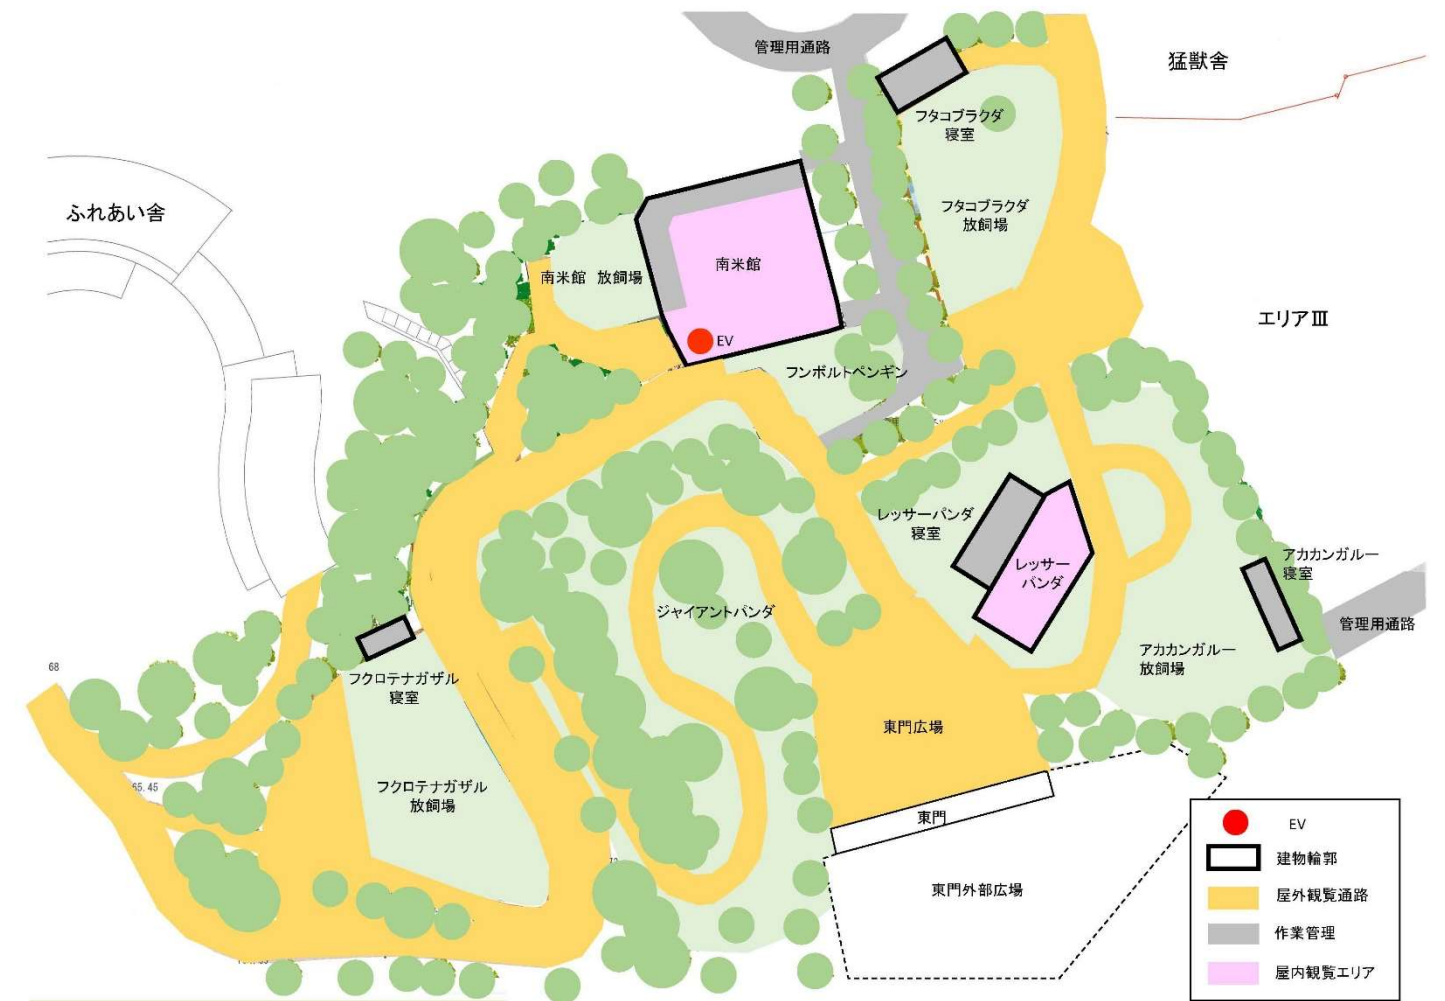 管理用通路
猛獣舎
フタコブラクダ
寝室
フタコブラクダ
放飼場
ふれあい舎
南米館 放飼場
南米館
EV
フンボルトペンギン
エリアⅢ
レッサーパンダ
寝室
レッサー
パンダ
アカカンガルー
寝室
管理用通路
アカカンガルー
放飼場
ジャイアントパンダ
68
フクロテナガザル
寝室
フクロテナガザル
放飼場
65.45
東門広場
東門
東門外部広場
EV
建物輪郭
屋外観覧通路
作業管理
屋内観覧エリア